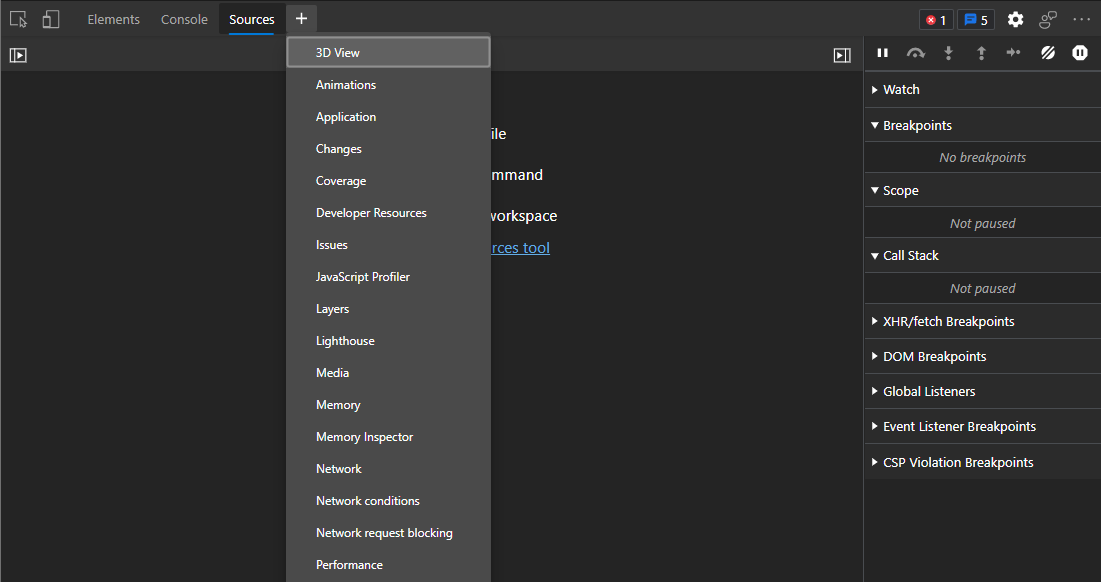 Elements Console Sources + 1 5
3D View
Animations
Application
Changes
Coverage
Developer Resources
Issues
JavaScript Profiler
Layers
Lighthouse
Media
Memory
Memory Inspector
Network
Network conditions
Network request blocking
Performance
ile
mmand
workspace
rces tool
Watch
Breakpoints
No breakpoints
Scope
Not paused
Call Stack
Not paused
XHR/fetch Breakpoints
DOM Breakpoints
Global Listeners
Event Listener Breakpoints
CSP Violation Breakpoints